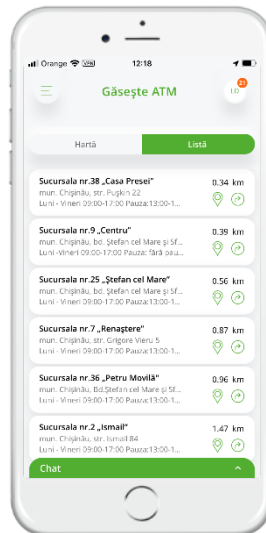 Orange VPN 12:18
Găsește ATM
21
LD
Hartă Listă
Sucursala nr.38 „Casa Presei” 0.34 km
mun. Chișinău, str. Pușkin 22
Luni - Vineri 09:00-17:00 Pauza:13:00-1...
Sucursala nr.9 „Centru” 0.39 km
mun. Chișinău, bd. Ștefan cel Mare și Sf...
Luni -Vineri 09:00-17:00 Pauza: fără pau...
Sucursala nr.25 „Ștefan cel Mare” 0.56 km
mun. Chișinău, bd. Ștefan cel Mare și Sf...
Luni - Vineri 09:00-17:00 Pauza:13:00-1...
Sucursala nr.7 „Renaștere” 0.87 km
mun. Chișinău, str. Grigore Vieru 5
Luni - Vineri 09:00-17:00 Pauza:13:00-1...
Sucursala nr.36 „Petru Movilă” 0.96 km
mun. Chișinău, Bd.Ștefan cel Mare și Sf...
Luni - Vineri 09:00-17:00 Pauza:13:00-1...
Sucursala nr.2 „Ismail” 1.47 km
mun. Chișinău, str. Ismail 84
Luni - Vineri 09:00-17:00 Pauza:13:00-1...
Chat